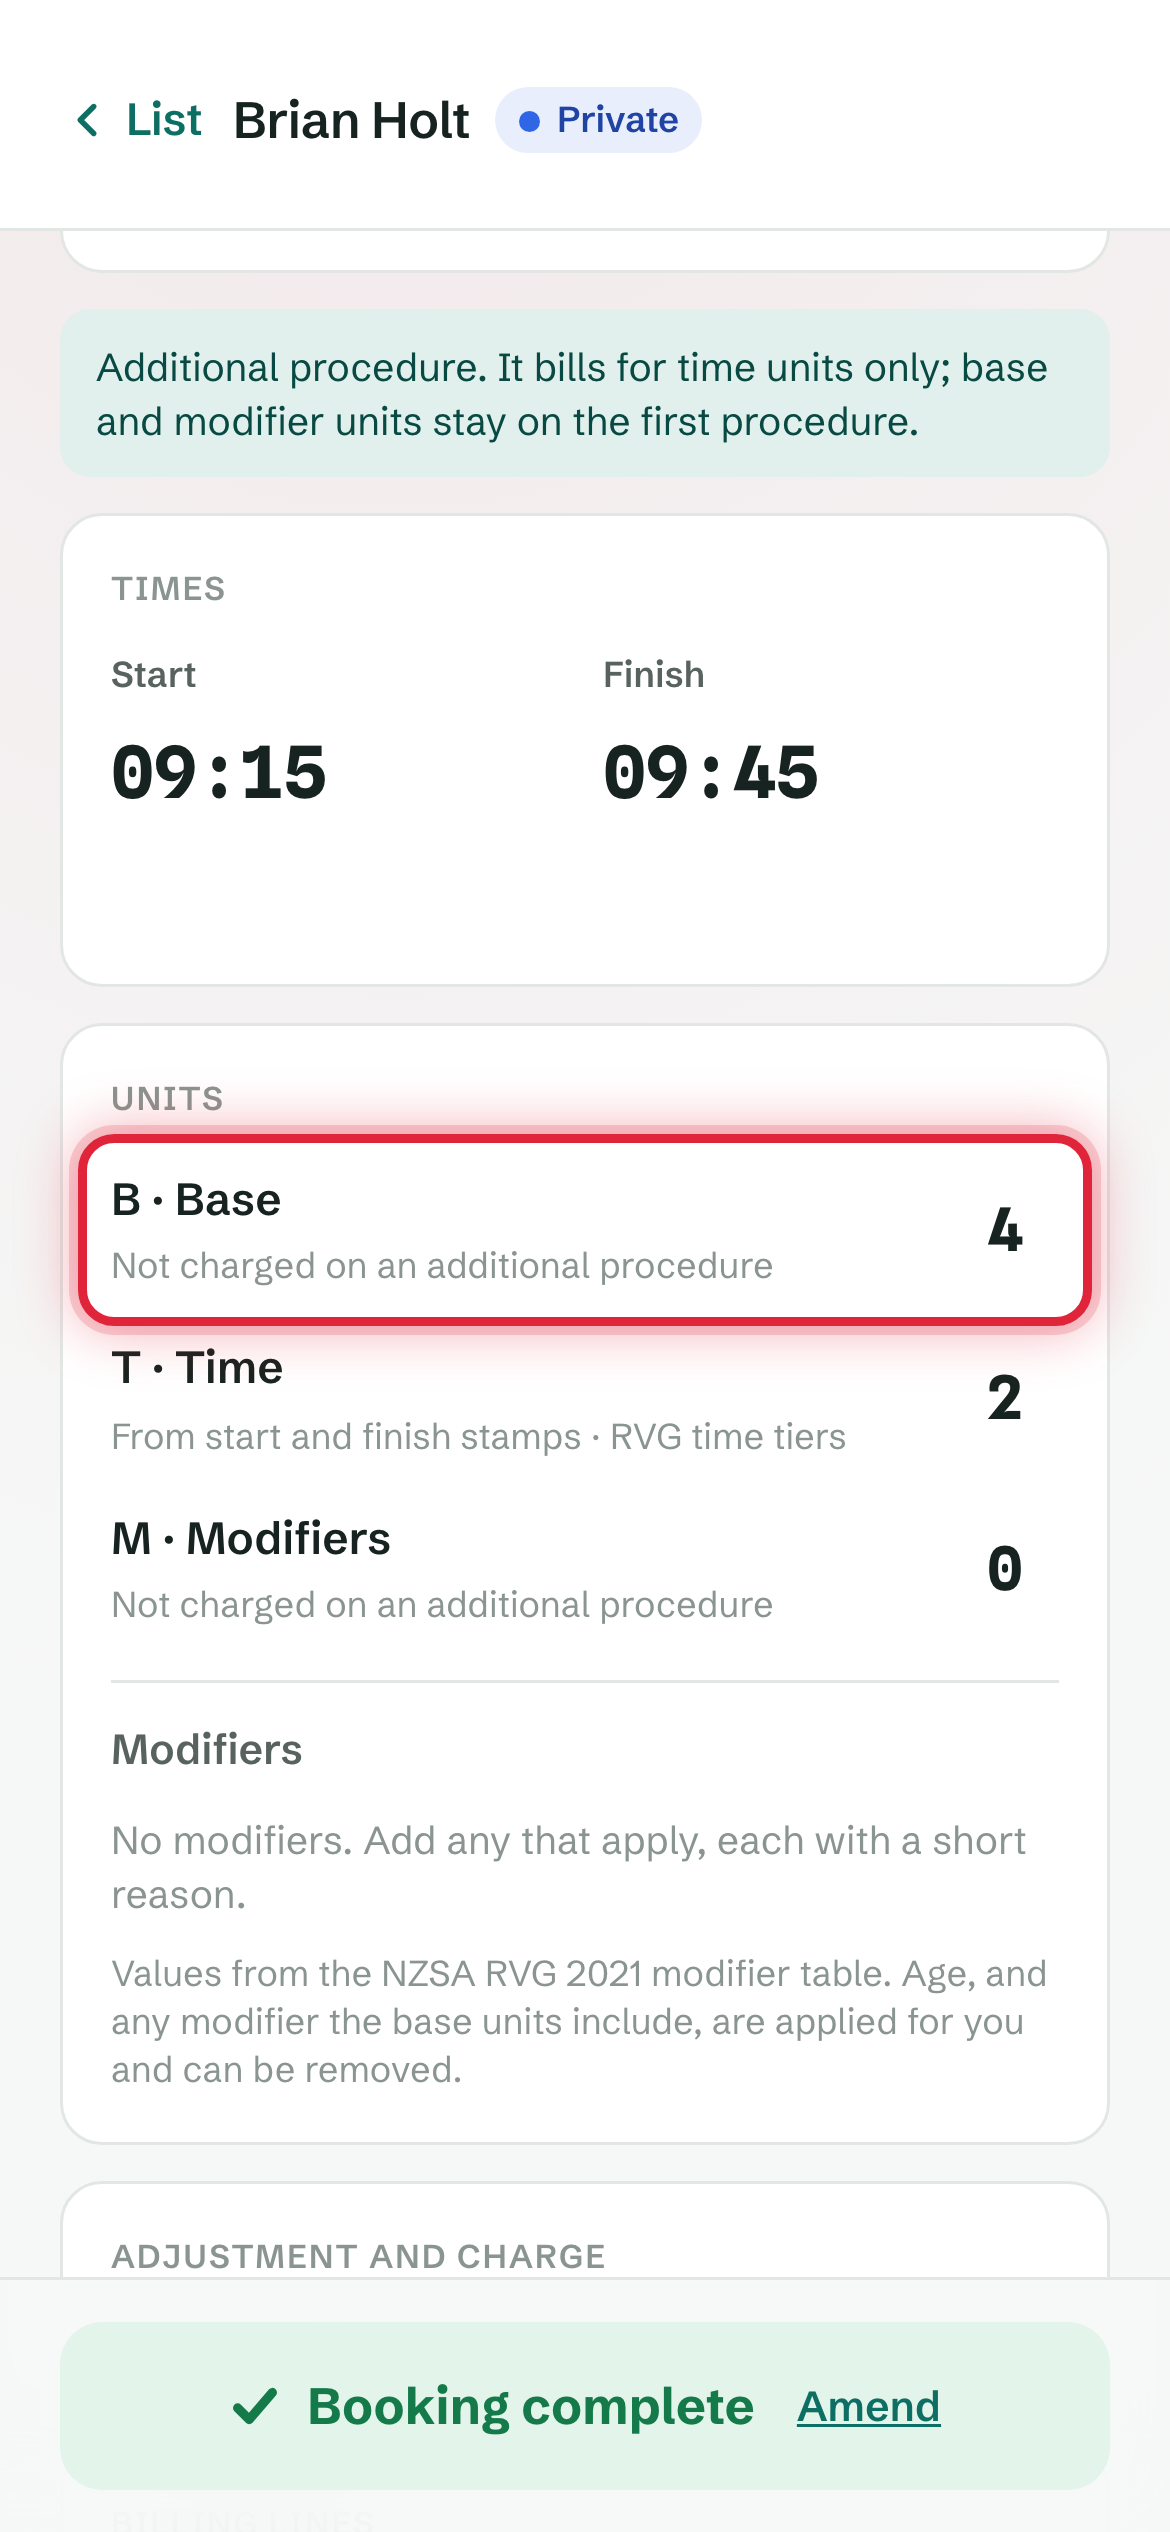 List Brian Holt Private
Additional procedure. It bills for time units only; base
and modifier units stay on the first procedure.
TIMES
Start Finish
09:15 09:45
UNITS
B · Base
4
Not charged on an additional procedure
T · Time
2
From start and finish stamps · RVG time tiers
M · Modifiers
0
Not charged on an additional procedure
Modifiers
No modifiers. Add any that apply, each with a short
reason.
Values from the NZSA RVG 2021 modifier table. Age, and
any modifier the base units include, are applied for you
and can be removed.
ADJUSTMENT AND CHARGE
Booking complete Amend
BILLING LINES